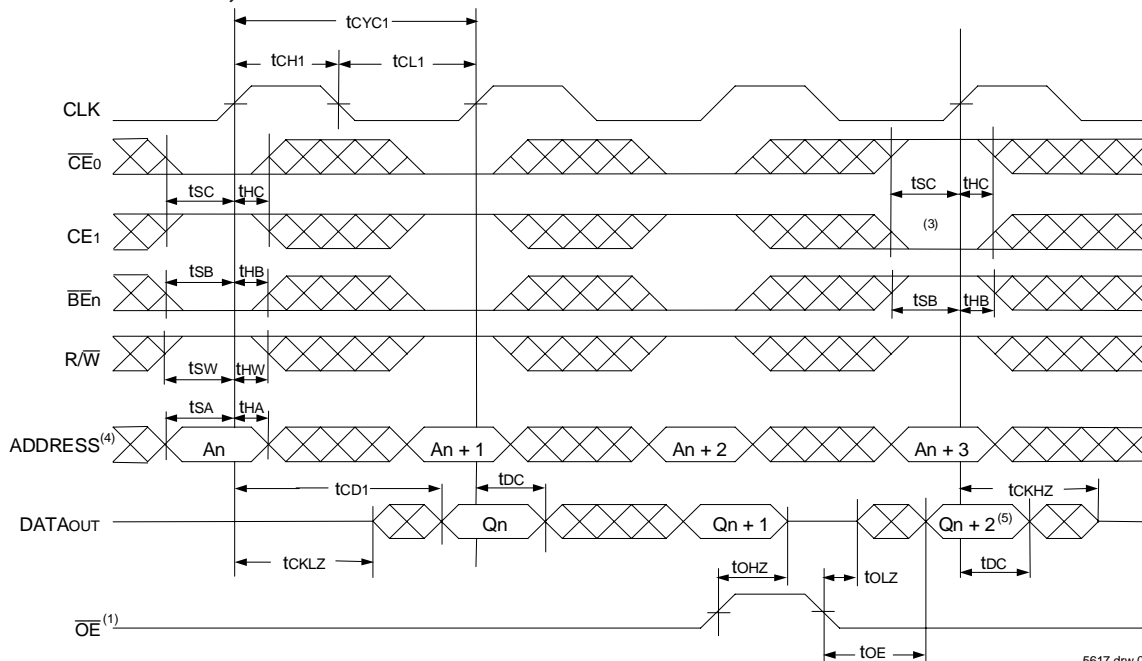 tCYC1
tCH1 tCL1
CLK
CE0
tSC tHC tSC tHC
CE1 (3)
tSB tHB
BEn tSB tHB
R/W
tSW tHW
tSA tHA
ADDRESS(4) An An + 1 An + 2 An + 3
tCD1 tDC tCKHZ
DATAOUT Qn Qn + 1 Qn + 2(5)
tCKLZ tOHZ tOLZ tDC
OE(1)
tOE
5617 drw